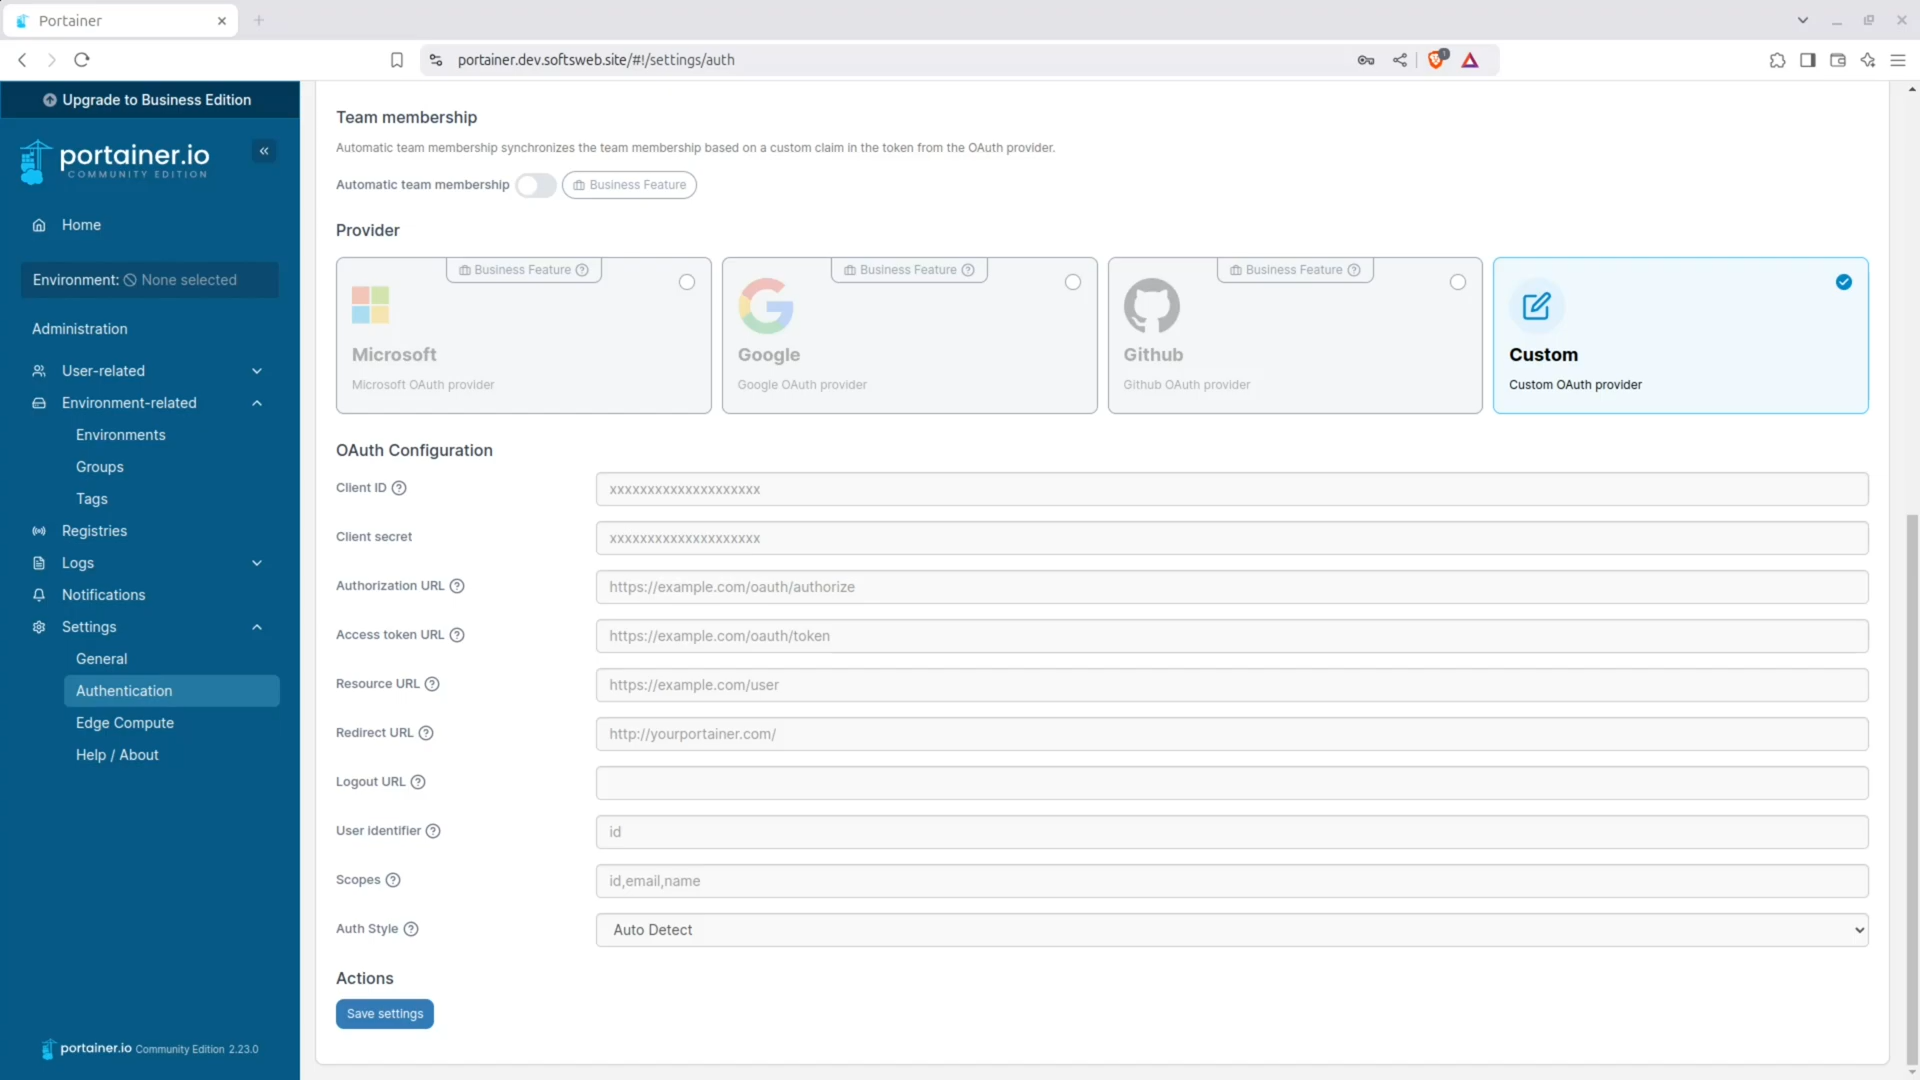 Portainer
portainer.dev.softsweb.site/#!/settings/auth
1
Upgrade to Business Edition
portainer.io
COMMUNITY EDITION
Home
Environment: None selected
Administration
User-related
Environment-related
Environments
Groups
Tags
Registries
Logs
Notifications
Settings
General
Authentication
Edge Compute
Help / About
portainer.io Community Edition 2.23.0
Team membership
Automatic team membership synchronizes the team membership based on a custom claim in the token from the OAuth provider.
Automatic team membership Business Feature
Provider
Business Feature
Microsoft
Microsoft OAuth provider
Business Feature
Google
Google OAuth provider
Business Feature
Github
Github OAuth provider
Custom
Custom OAuth provider
OAuth Configuration
Client ID xxxxxxxxxxxxxxxxxxxx
Client secret xxxxxxxxxxxxxxxxxxxx
Authorization URL https://example.com/oauth/authorize
Access token URL https://example.com/oauth/token
Resource URL https://example.com/user
Redirect URL http://yourportainer.com/
Logout URL
User identifier id
Scopes id,email,name
Auth Style Auto Detect
Actions
Save settings